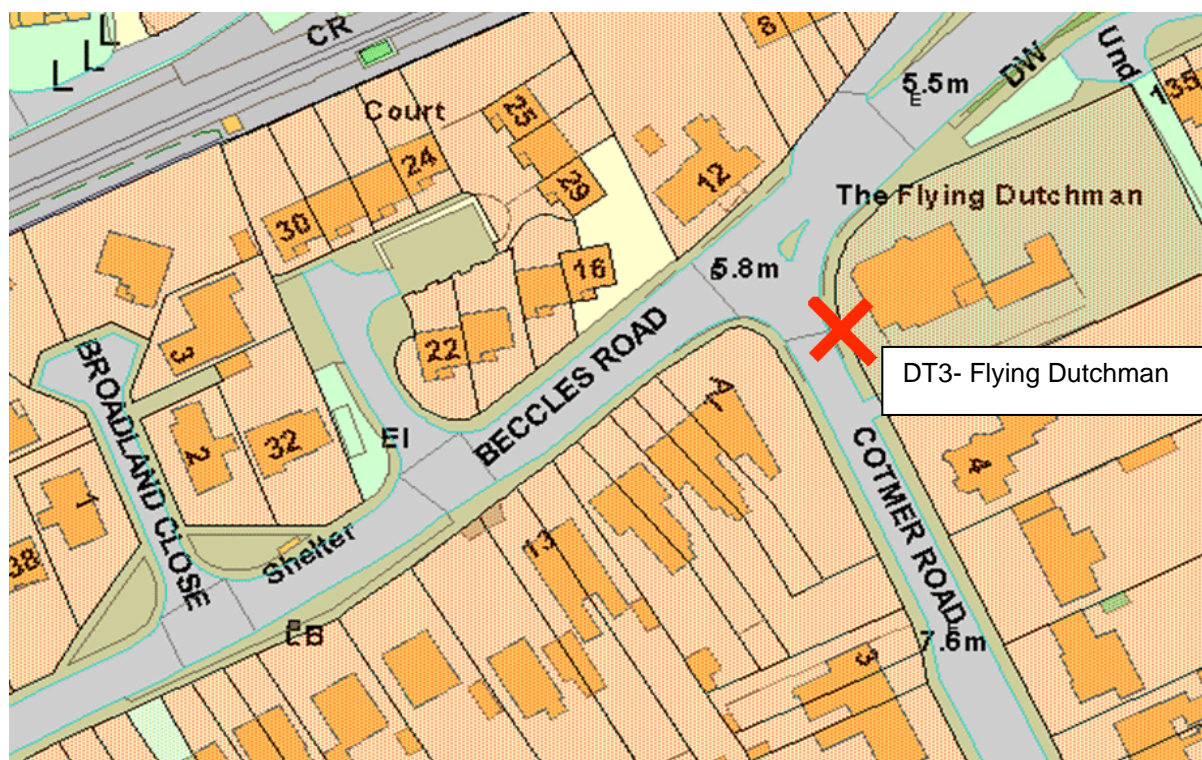 L
L
L
CR
8
5.5m
E
DW
Und
1
135
Court
25
24
29
12
The Flying Dutchman
30
16
5.8m
22
3
BROADLAND CLOSE
BECCLES ROAD
DT3- Flying Dutchman
2
32
El
COTMER ROAD
4
1
13
Shelter
38
LB
7.6m
3